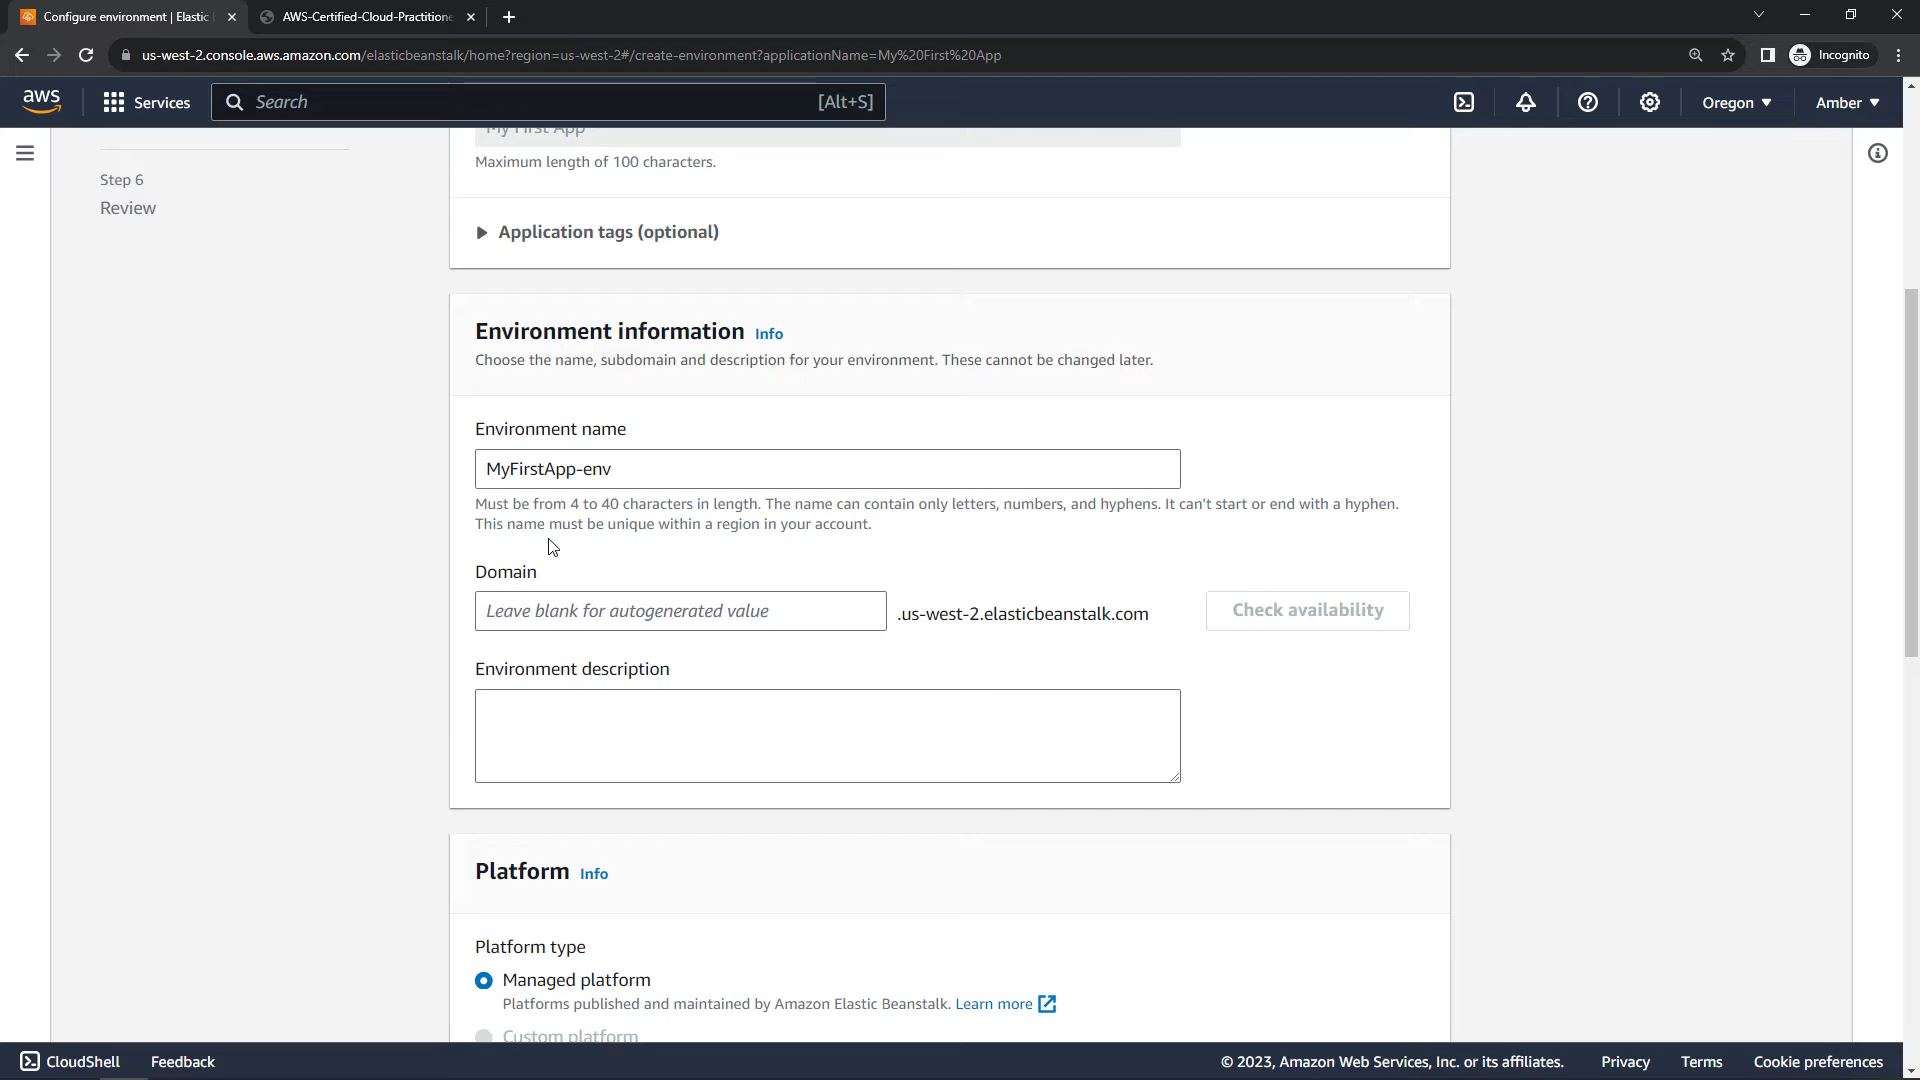 Configure environment | Elastic
AWS-Certified-Cloud-Practitione
us-west-2.console.aws.amazon.com/elasticbeanstalk/home?region=us-west-2#/create-environment?applicationName=My%20First%20App
Incognito
aws
Services
Search
[Alt+S]
Oregon
Amber
My First App
Maximum length of 100 characters.
Step 6
Review
Application tags (optional)
Environment information Info
Choose the name, subdomain and description for your environment. These cannot be changed later.
Environment name
MyFirstApp-env
Must be from 4 to 40 characters in length. The name can contain only letters, numbers, and hyphens. It can't start or end with a hyphen.
This name must be unique within a region in your account.
Domain
Leave blank for autogenerated value
.us-west-2.elasticbeanstalk.com
Check availability
Environment description
Platform Info
Platform type
Managed platform
Platforms published and maintained by Amazon Elastic Beanstalk. Learn more
Custom platform
CloudShell
Feedback
© 2023, Amazon Web Services, Inc. or its affiliates.
Privacy
Terms
Cookie preferences